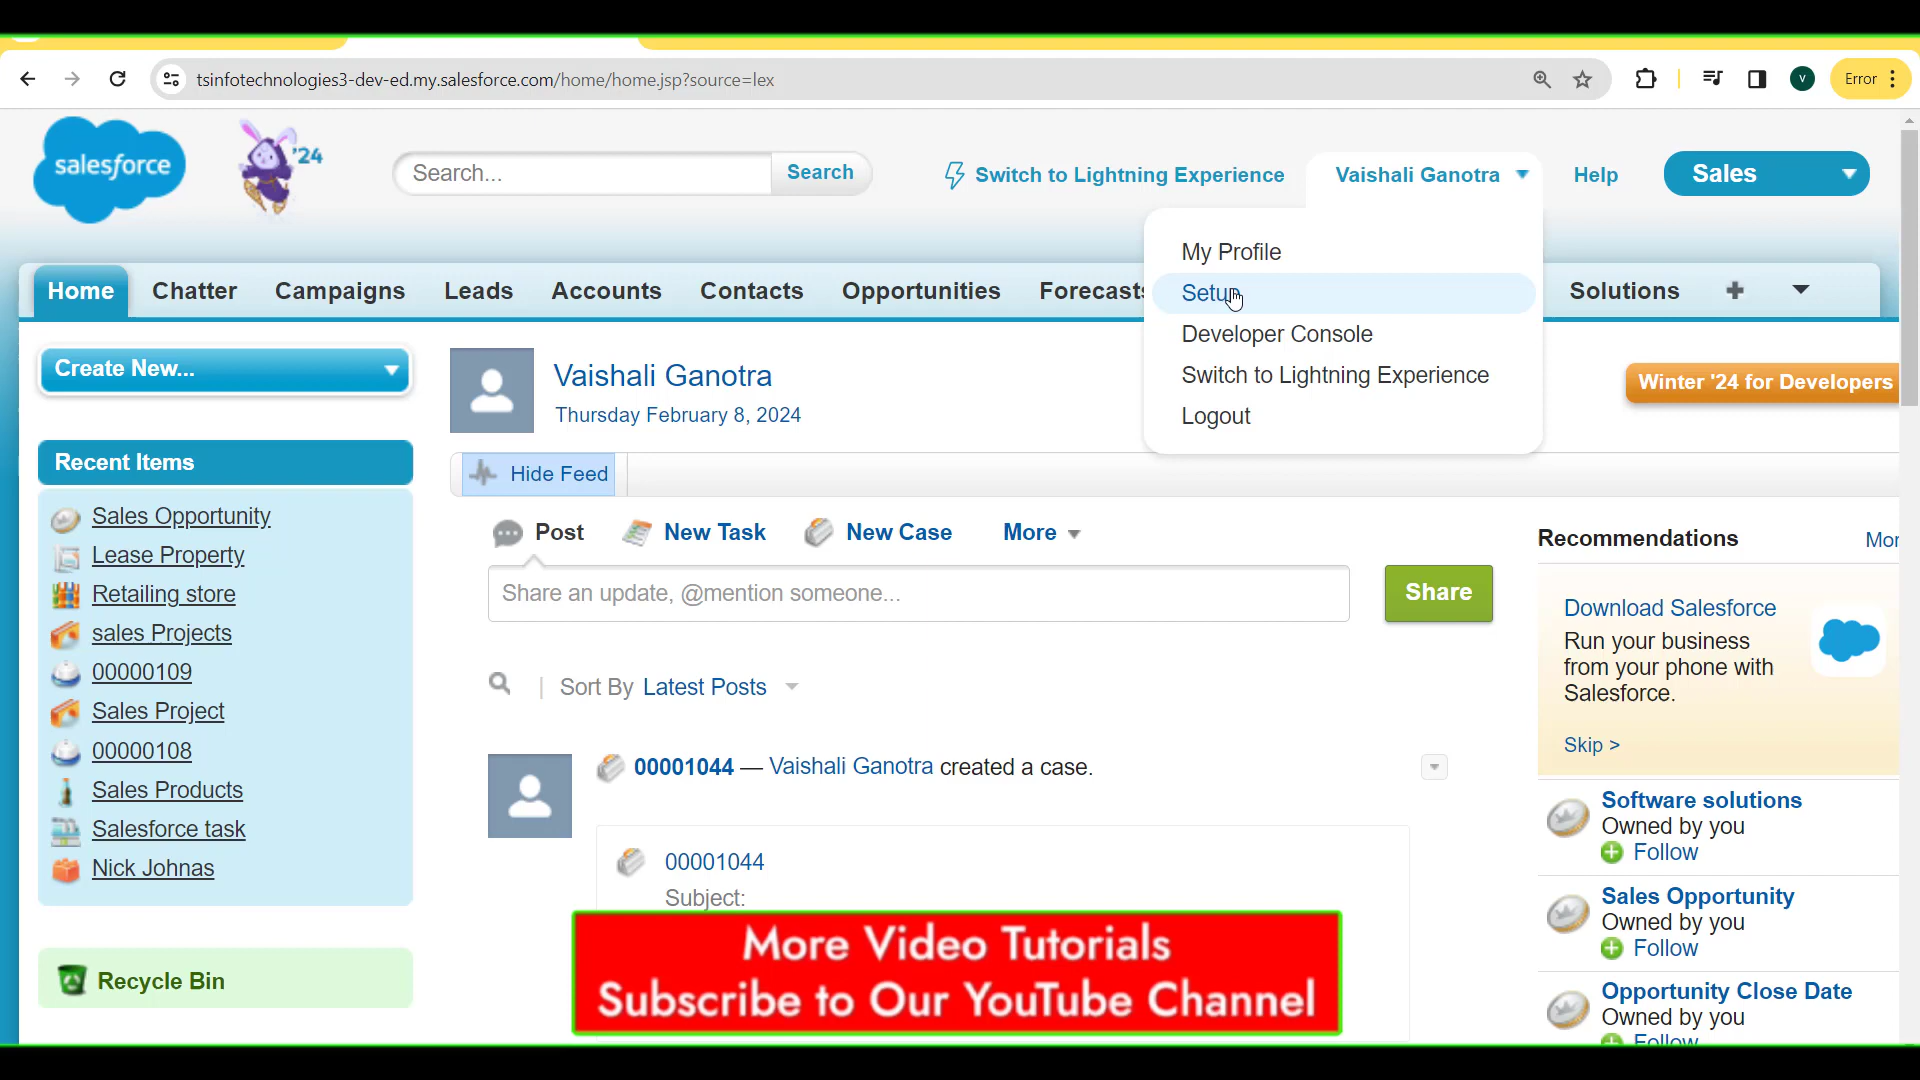 tsinfotechnologies3-dev-ed.my.salesforce.com/home/home.jsp?source=lex
V
Error
salesforce
'24
Search...
Search
Switch to Lightning Experience
Vaishali Ganotra
Help
Sales
My Profile
Setup
Developer Console
Switch to Lightning Experience
Logout
Home
Chatter
Campaigns
Leads
Accounts
Contacts
Opportunities
Forecasts
Solutions
Create New...
Vaishali Ganotra
Thursday February 8, 2024
Winter '24 for Developers
Recent Items
Sales Opportunity
Lease Property
Retailing store
sales Projects
00000109
Sales Project
00000108
Sales Products
Salesforce task
Nick Johnas
Recycle Bin
Hide Feed
Post
New Task
New Case
More
Share an update, @mention someone...
Share
Sort By Latest Posts
00001044 — Vaishali Ganotra created a case.
00001044
Subject:
Recommendations
Mor
Download Salesforce
Run your business
from your phone with
Salesforce.
Skip >
Software solutions
Owned by you
Follow
Sales Opportunity
Owned by you
Follow
Opportunity Close Date
Owned by you
Follow
More Video Tutorials
Subscribe to Our YouTube Channel